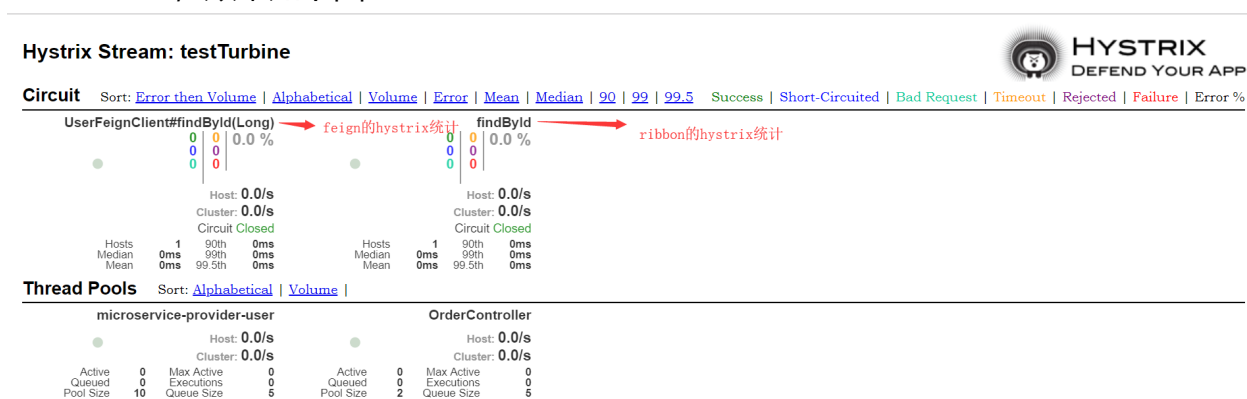 Hystrix Stream: testTurbine
HYSTRIX
DEFEND YOUR APP
Circuit Sort: Error then Volume | Alphabetical | Volume | Error | Mean | Median | 90 | 99 | 99.5 Success | Short-Circuited | Bad Request | Timeout | Rejected | Failure | Error %
UserFeignClient#findById(Long) feign的hystrix统计 findById ribbon的hystrix统计
0 0 0.0 % 0 0 0.0 %
0 0 0 0
0 0 0 0
Host: 0.0/s Host: 0.0/s
Cluster: 0.0/s Cluster: 0.0/s
Circuit Closed Circuit Closed
Hosts 1 90th 0ms Hosts 1 90th 0ms
Median 0ms 99th 0ms Median 0ms 99th 0ms
Mean 0ms 99.5th 0ms Mean 0ms 99.5th 0ms
Thread Pools Sort: Alphabetical | Volume |
microservice-provider-user OrderController
Host: 0.0/s Host: 0.0/s
Cluster: 0.0/s Cluster: 0.0/s
Active 0 Max Active 0 Active 0 Max Active 0
Queued 0 Executions 0 Queued 0 Executions 0
Pool Size 10 Queue Size 5 Pool Size 2 Queue Size 5